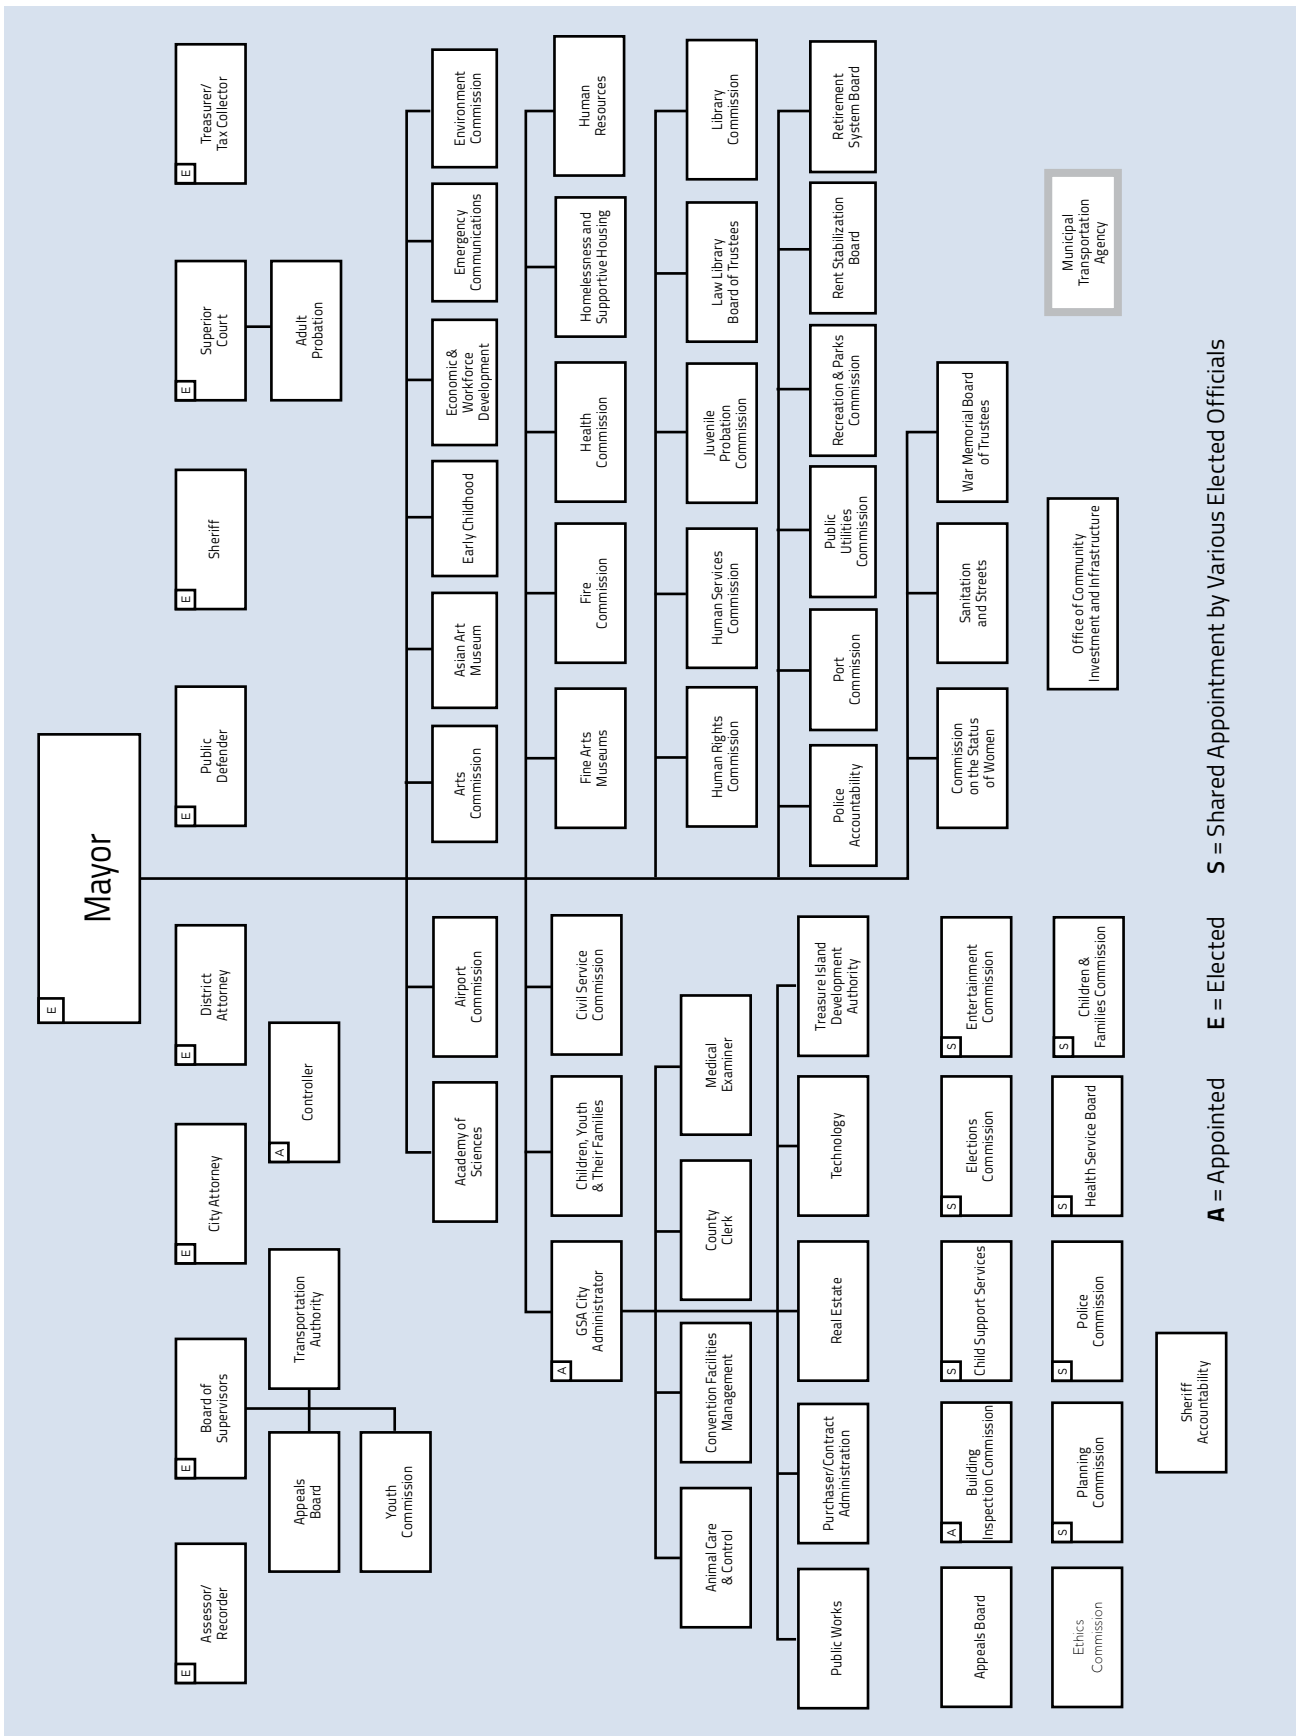 E
Mayor
E
Assessor/
Recorder
E
Board of
Supervisors
E
City Attorney
E
District
Attorney
E
Public
Defender
E
Sheriff
E
Superior
Court
E
Treasurer/
Tax Collector
Appeals
Board
Transportation
Authority
A
Controller
Adult
Probation
Youth
Commission
Academy of
Sciences
Airport
Commission
Arts
Commission
Asian Art
Museum
Early Childhood
Economic &
Workforce
Development
Emergency
Communications
Environment
Commission
A
GSA City
Administrator
Children, Youth
& Their Families
Civil Service
Commission
Fine Arts
Museums
Fire
Commission
Health
Commission
Homelessness and
Supportive Housing
Human
Resources
Animal Care
& Control
Convention Facilities
Management
County
Clerk
Medical
Examiner
Human Rights
Commission
Human Services
Commission
Juvenile
Probation
Commission
Law Library
Board of Trustees
Library
Commission
Public Works
Purchaser/Contract
Administration
Real Estate
Technology
Treasure Island
Development
Authority
Police
Accountability
Port
Commission
Public
Utilities
Commission
Recreation & Parks
Commission
Rent Stabilization
Board
Retirement
System Board
Appeals Board
A
Building
Inspection Commission
S
Child Support Services
S
Elections
Commission
S
Entertainment
Commission
Commission
on the Status
of Women
Sanitation
and Streets
War Memorial Board
of Trustees
Ethics
Commission
S
Planning
Commission
S
Police
Commission
S
Health Service Board
S
Children &
Families Commission
Office of Community
Investment and Infrastructure
Municipal
Transportation
Agency
Sheriff
Accountability
A = Appointed E = Elected S = Shared Appointment by Various Elected Officials